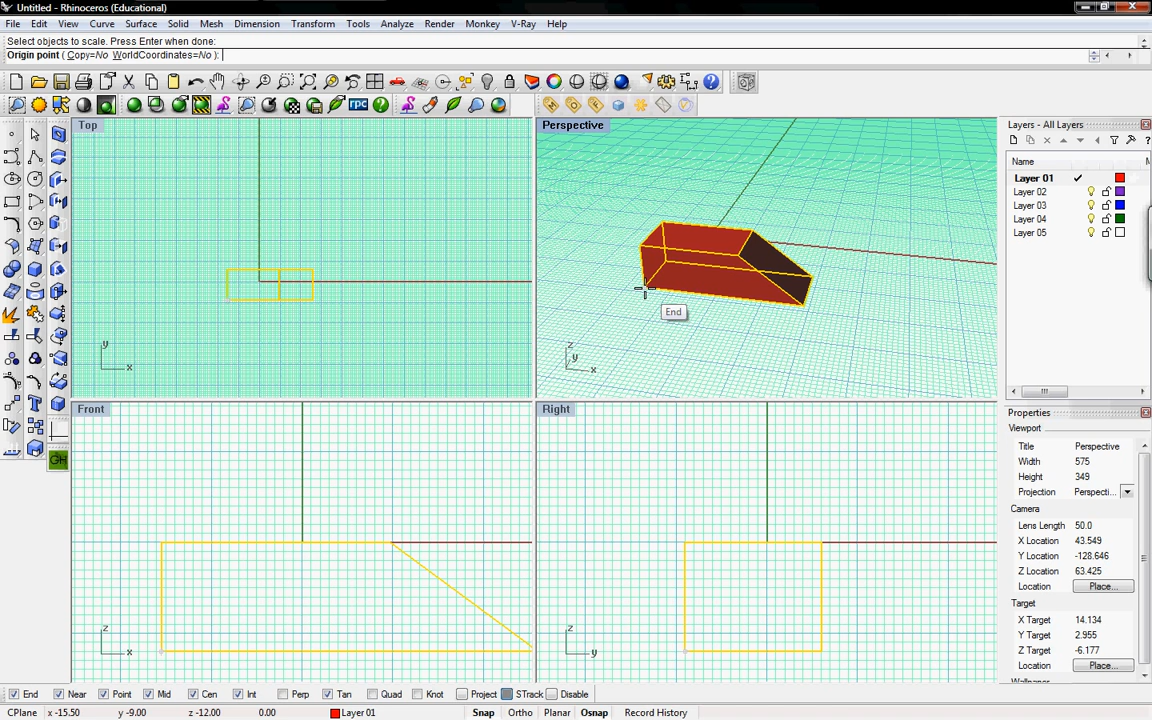 Untitled - Rhinoceros (Educational)
File Edit View Curve Surface Solid Mesh Dimension Transform Tools Analyze Render Monkey V-Ray Help
Select objects to scale. Press Enter when done:
Origin point ( Copy=No WorldCoordinates=No ):
rpc
Top
Perspective
End
y
x
z
y
x
Front
Right
z
x
z
y
T
GH
Layers - All Layers
Name
M
Layer 01
Layer 02
Layer 03
Layer 04
Layer 05
Properties
Viewport
Title Perspective
Width 575
Height 349
Projection Perspecti...
Camera
Lens Length 50.0
X Location 43.549
Y Location -128.646
Z Location 63.425
Location Place...
Target
X Target 14.134
Y Target 2.955
Z Target -6.177
Location Place...
End Near Point Mid Cen Int Perp Tan Quad Knot Project STrack Disable
CPlane x -15.50 y -9.00 z -12.00 0.00 Layer 01 Snap Ortho Planar Osnap Record History